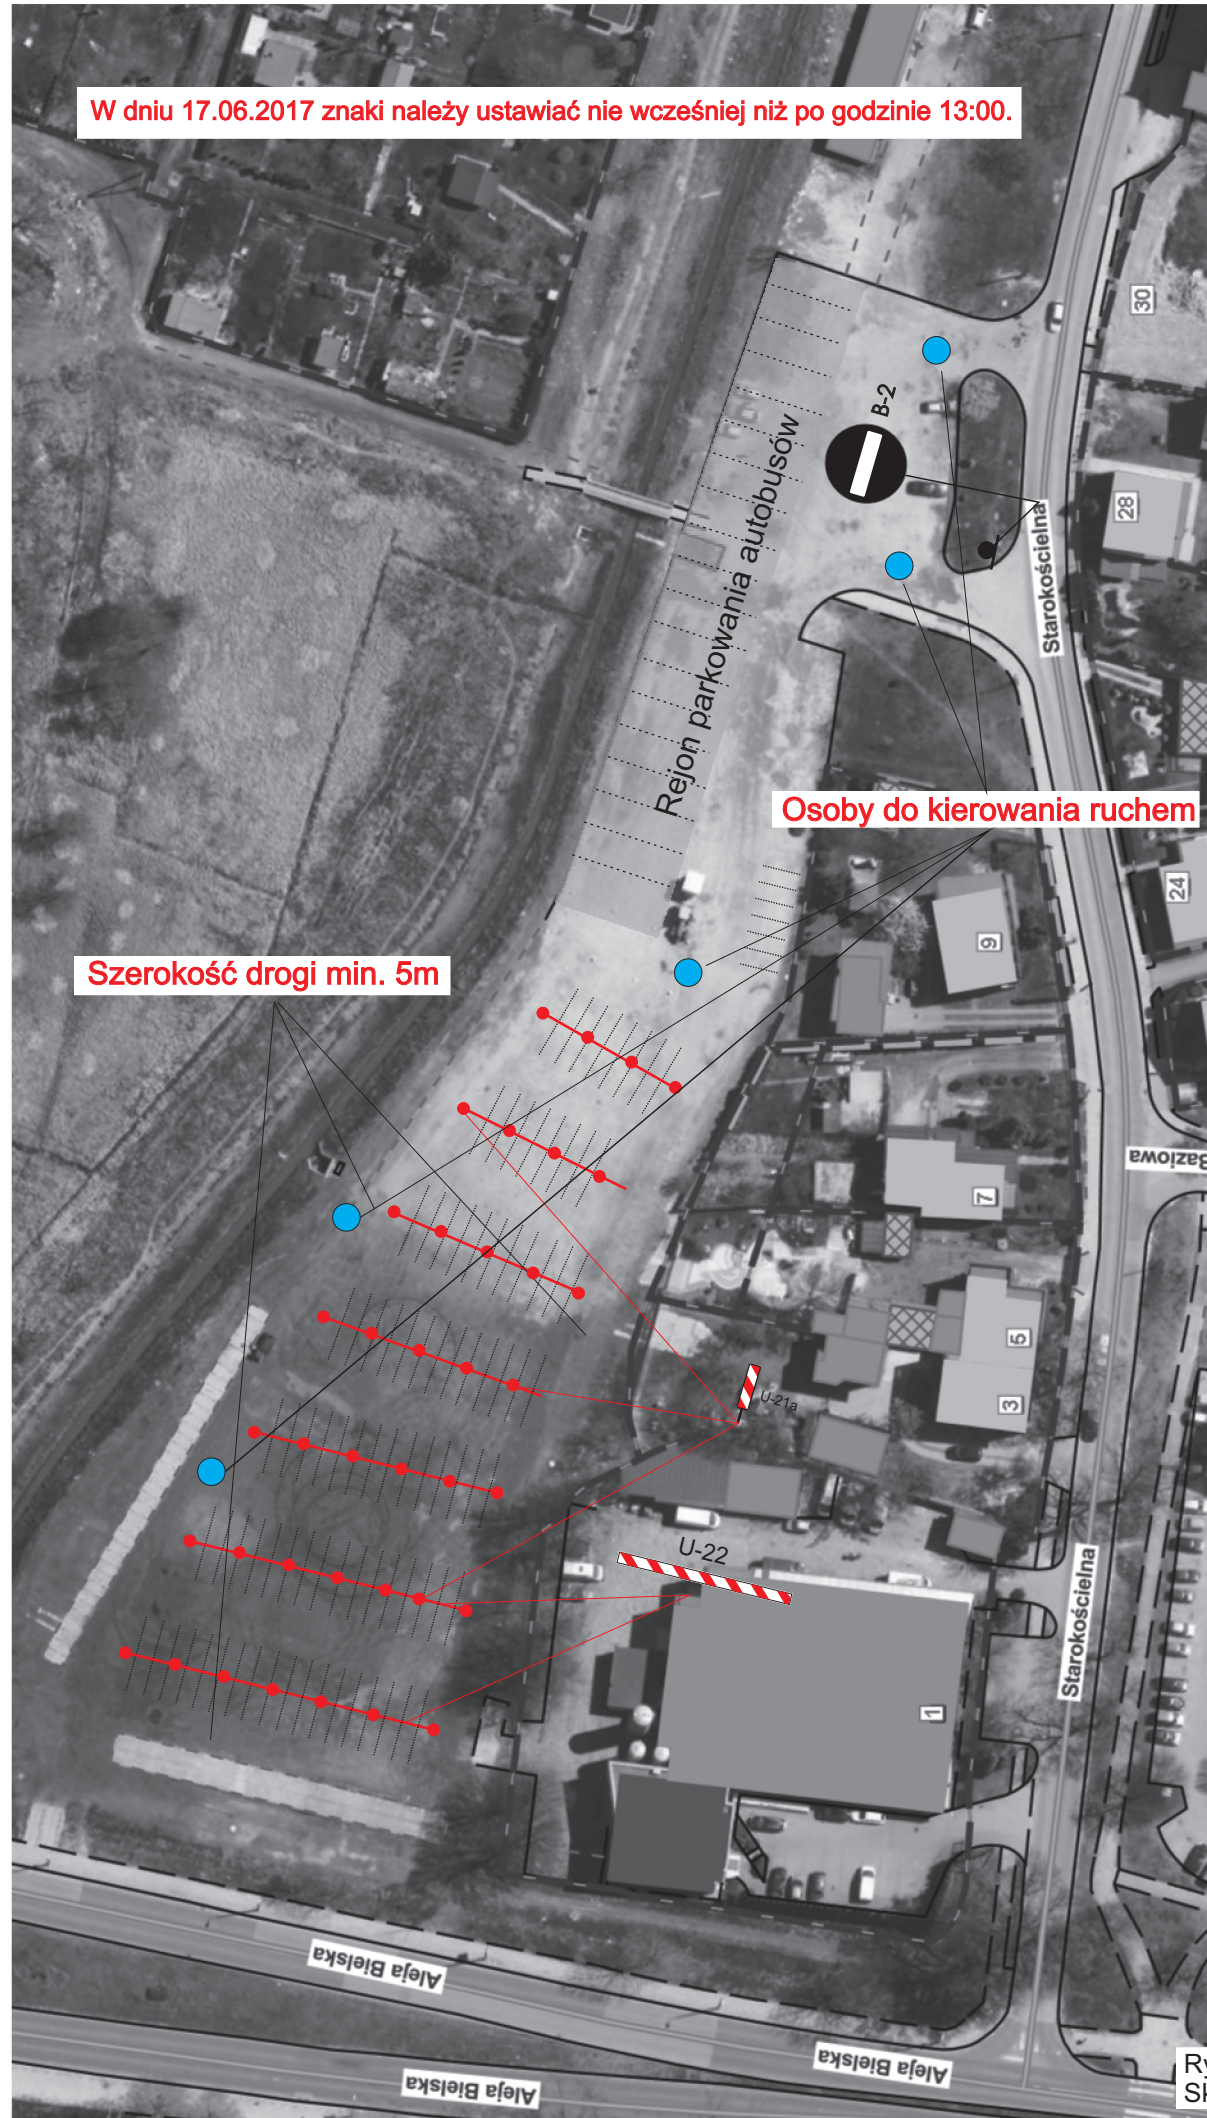 W dniu 17.06.2017 znaki należy ustawiać nie wcześniej niż po godzinie 13:00.
30
B-2
Rejon parkowania autobusów
28
Starokościelna
Osoby do kierowania ruchem
24
9
Szerokość drogi min. 5m
Baziowa
7
5
U-21a
3
U-22
Starokościelna
1
Aleja Bielska
Aleja Bielska
Aleja Bielska